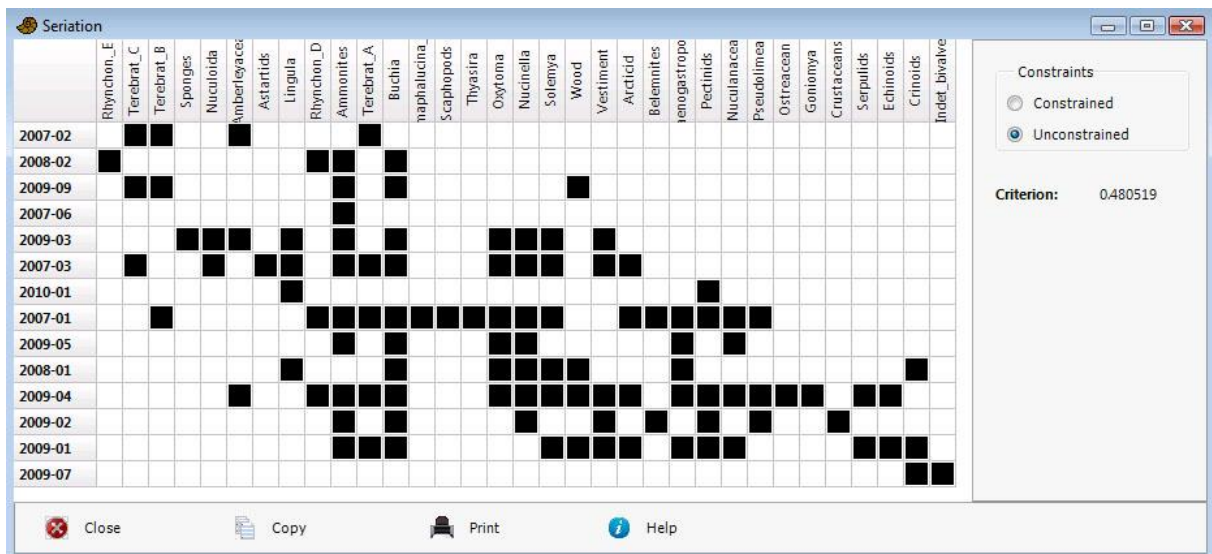 Seriation
Rhynchon_E
Terebrat_C
Terebrat_B
Sponges
Nuculoida
Amberleyacea
Astartids
Lingula
Rhynchon_D
Ammonites
Terebrat_A
Buchia
maphalucina_
Scaphopods
Thyasira
Oxytoma
Nucinella
Solemya
Wood
Vestiment
Arcticid
Belemnites
aenogastropo
Pectinids
Nuculanacea
Pseudolimea
Ostreacean
Goniomya
Crustaceans
Serpulids
Echinoids
Crinoids
Indet_bivalve
2007-02
2008-02
2009-09
2007-06
2009-03
2007-03
2010-01
2007-01
2009-05
2008-01
2009-04
2009-02
2009-01
2009-07
Constraints
Constrained
Unconstrained
Criterion: 0.480519
Close Copy Print Help